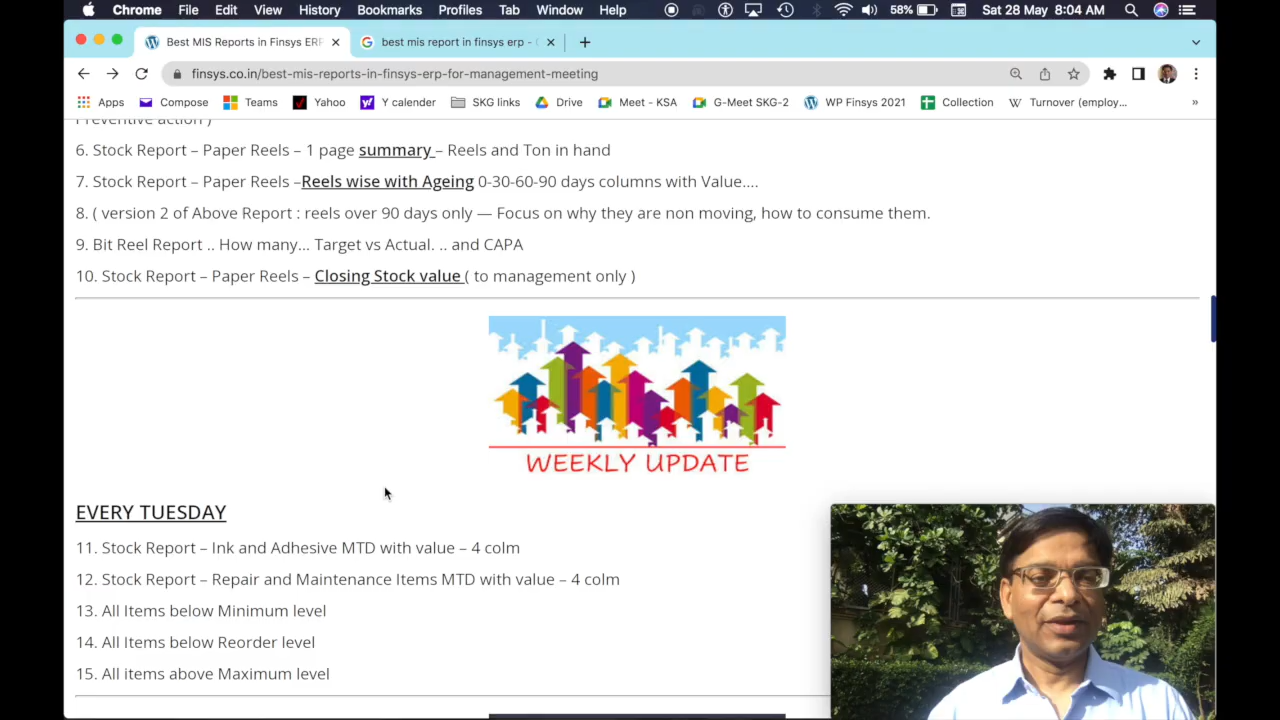 Chrome File Edit View History Bookmarks Profiles Tab Window Help 58% Sat 28 May 8:04 AM
Best MIS Reports in Finsys ERP best mis report in finsys erp -
finsys.co.in/best-mis-reports-in-finsys-erp-for-management-meeting
Apps Compose Teams Yahoo Y calender SKG links Drive Meet - KSA G-Meet SKG-2 WP Finsys 2021 Collection Turnover (employ... »
Preventive action )
6. Stock Report – Paper Reels – 1 page summary – Reels and Ton in hand
7. Stock Report – Paper Reels –Reels wise with Ageing 0-30-60-90 days columns with Value....
8. ( version 2 of Above Report : reels over 90 days only — Focus on why they are non moving, how to consume them.
9. Bit Reel Report .. How many... Target vs Actual. .. and CAPA
10. Stock Report – Paper Reels – Closing Stock value ( to management only )
WEEKLY UPDATE
EVERY TUESDAY
11. Stock Report – Ink and Adhesive MTD with value – 4 colm
12. Stock Report – Repair and Maintenance Items MTD with value – 4 colm
13. All Items below Minimum level
14. All Items below Reorder level
15. All items above Maximum level